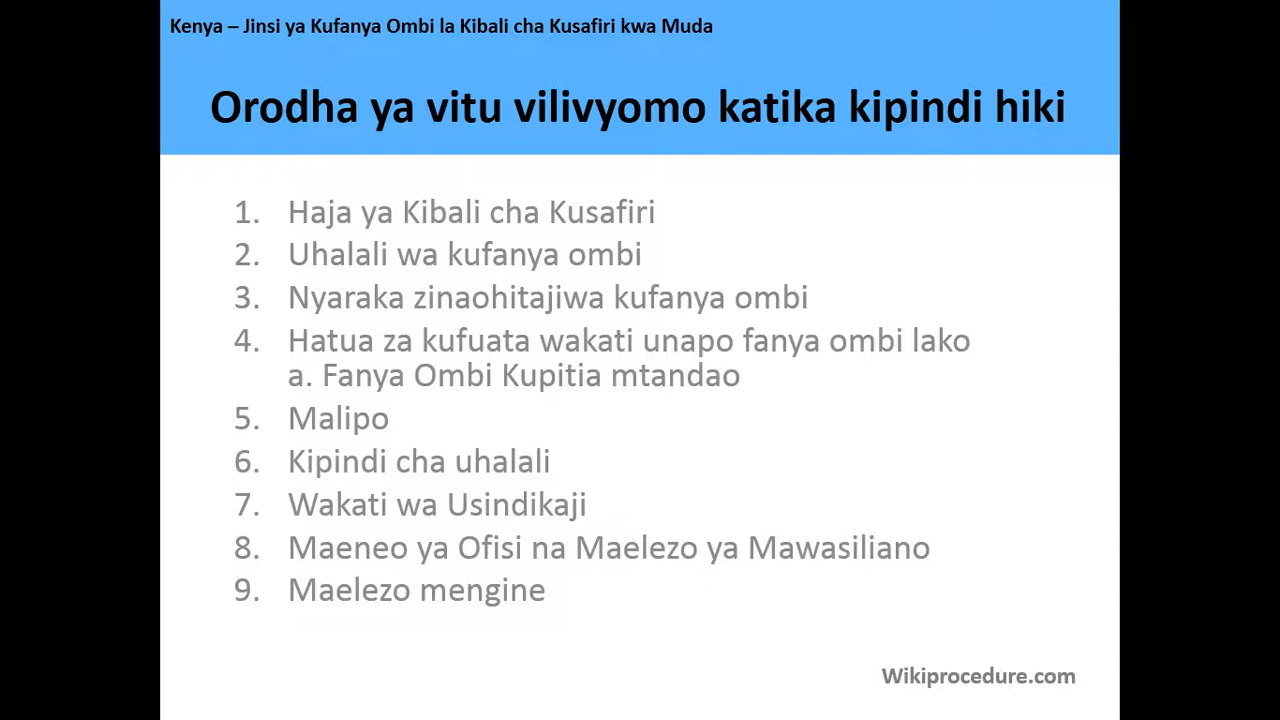 Kenya – Jinsi ya Kufanya Ombi la Kibali cha Kusafiri kwa Muda
Orodha ya vitu vilivyomo katika kipindi hiki
1. Haja ya Kibali cha Kusafiri
2. Uhalali wa kufanya ombi
3. Nyaraka zinaohitajiwa kufanya ombi
4. Hatua za kufuata wakati unapo fanya ombi lako
a. Fanya Ombi Kupitia mtandao
5. Malipo
6. Kipindi cha uhalali
7. Wakati wa Usindikaji
8. Maeneo ya Ofisi na Maelezo ya Mawasiliano
9. Maelezo mengine
Wikiprocedure.com